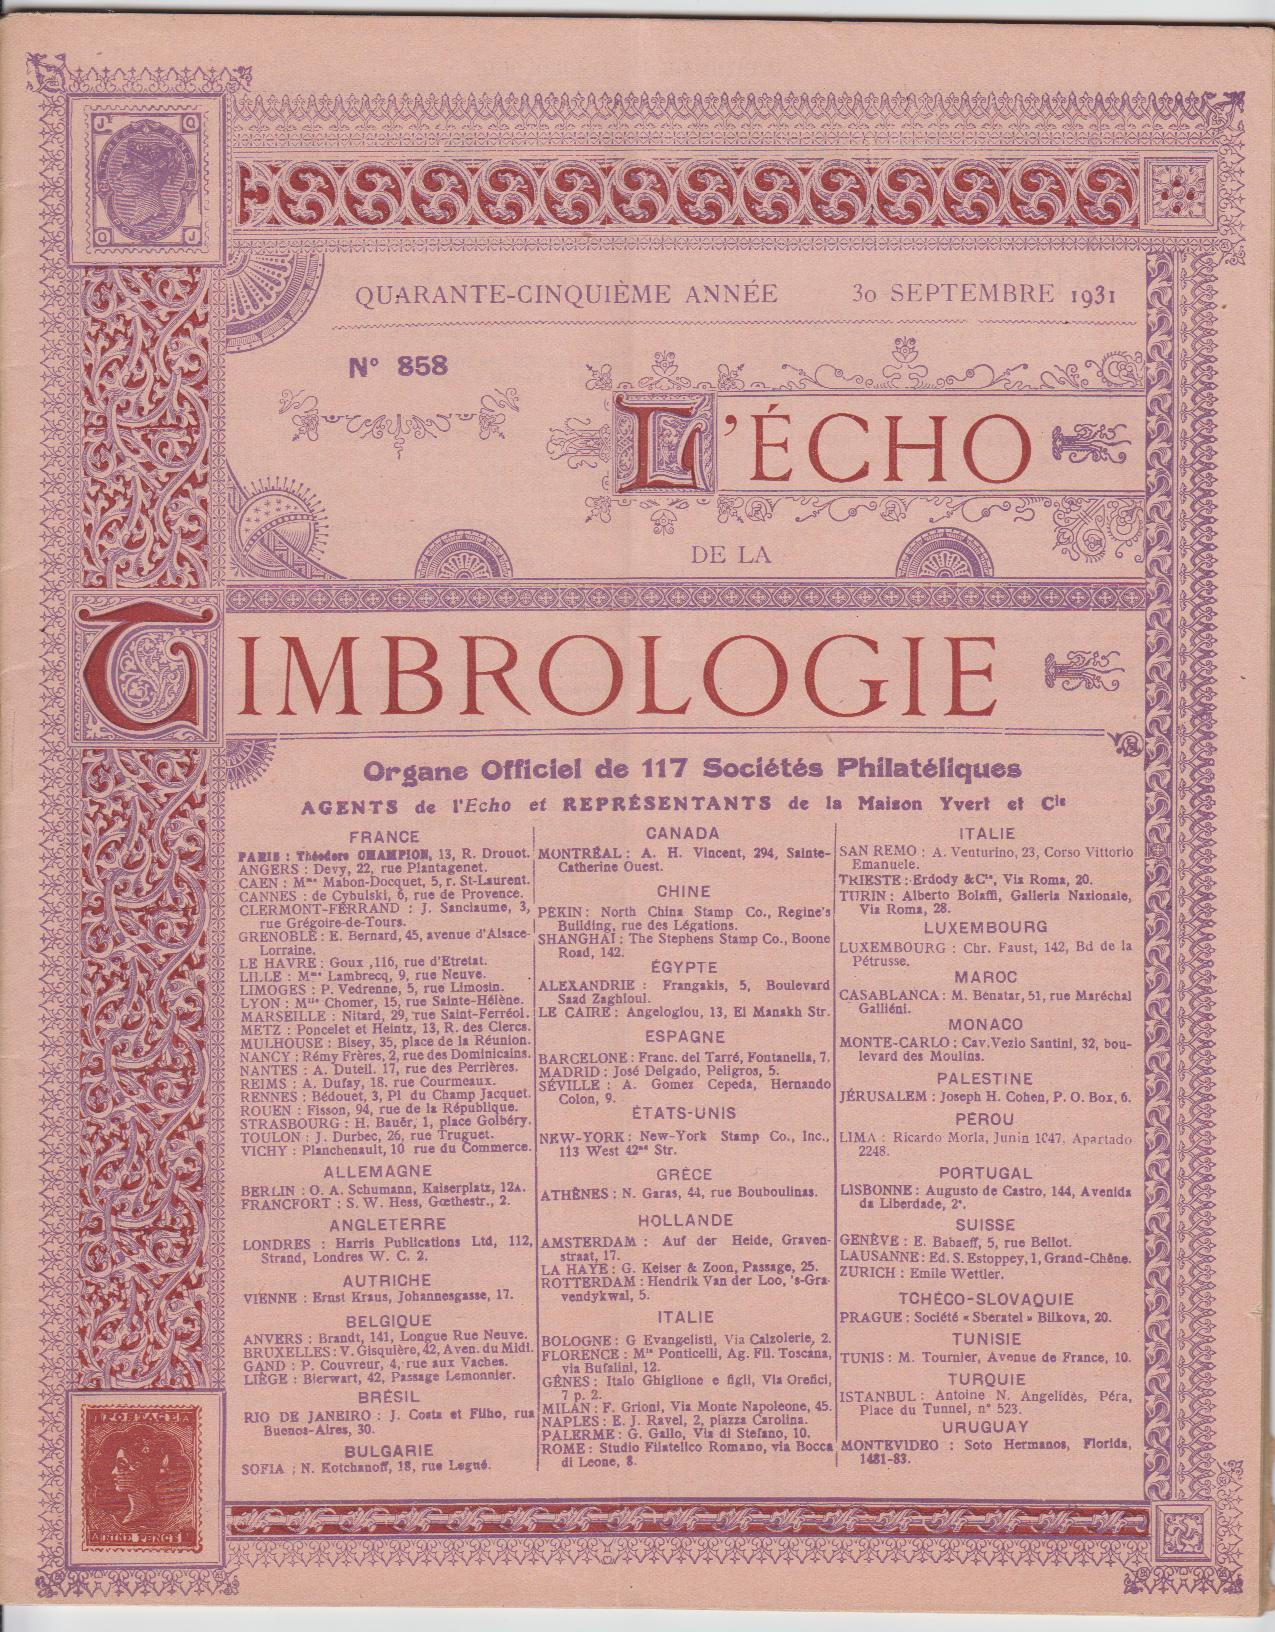 QUARANTE-CINQUIÈME ANNÉE 30 SEPTEMBRE 1931
N° 858
L'ÉCHO
DE LA
TIMBROLOGIE
Organe Officiel de 117 Sociétés Philatéliques
AGENTS de l'Echo et REPRÉSENTANTS de la Maison Yvert et Cie
FRANCE
PARIS : Théodore CHAMPION, 13, R. Drouot.
ANGERS : Devy, 22, rue Plantagenet.
CAEN : Mme Mabon-Docquet, 5, r. St-Laurent.
CANNES : de Cybulski, 6, rue de Provence.
CLERMONT-FERRAND : J. Sanciaume, 3,
rue Grégoire-de-Tours.
GRENOBLE : E. Bernard, 45, avenue d'Alsace-
Lorraine.
LE HAVRE : Goux ,116, rue d'Etretat.
LILLE : Mme Lambrecq, 9, rue Neuve.
LIMOGES : P. Vedrenne, 5, rue Limosin.
LYON : Mlle Chomer, 15, rue Sainte-Hélène.
MARSEILLE : Nitard, 29, rue Saint-Ferréol.
METZ : Poncelet et Heintz, 13, R. des Clercs.
MULHOUSE : Bisey, 35, place de la Réunion.
NANCY : Rémy Frères, 2, rue des Dominicains.
NANTES : A. Duteil. 17, rue des Perrières.
REIMS : A. Dufay, 18, rue Courmeaux.
RENNES : Bédouet, 3, Pl du Champ Jacquet.
ROUEN : Fisson, 94, rue de la République.
STRASBOURG : H. Bauër, 1, place Golbéry.
TOULON : J. Durbec, 26, rue Truguet.
VICHY : Planchenault, 10 rue du Commerce.
ALLEMAGNE
BERLIN : O. A. Schumann, Kaiserplatz, 12A.
FRANCFORT : S. W. Hess, Gœthestr., 2.
ANGLETERRE
LONDRES : Harris Publications Ltd, 112,
Strand, Londres W. C. 2.
AUTRICHE
VIENNE : Ernst Kraus, Johannesgasse, 17.
BELGIQUE
ANVERS : Brandt, 141, Longue Rue Neuve.
BRUXELLES : V. Gisquière, 42, Aven. du Midi.
GAND : P. Couvreur, 4, rue aux Vaches.
LIÈGE : Bierwart, 42, Passage Lemonnier.
BRÉSIL
RIO DE JANEIRO : J. Costa et Filho, rua
Buenos-Aires, 30.
BULGARIE
SOFIA : N. Kotchanoff, 18, rue Legué.
CANADA
MONTRÉAL : A. H. Vincent, 294, Sainte-
Catherine Ouest.
CHINE
PÉKIN : North China Stamp Co., Regine's
Building, rue des Légations.
SHANGHAI : The Stephens Stamp Co., Boone
Road, 142.
ÉGYPTE
ALEXANDRIE : Frangakis, 5, Boulevard
Saad Zaghloul.
LE CAIRE : Angeloglou, 13, El Manakh Str.
ESPAGNE
BARCELONE : Franc. del Tarré, Fontanella, 7.
MADRID : José Delgado, Peligros, 5.
SÉVILLE : A. Gomez Cepeda, Hernando
Colon, 9.
ÉTATS-UNIS
NEW-YORK : New-York Stamp Co., Inc.,
113 West 42nd Str.
GRÈCE
ATHÈNES : N. Garas, 44, rue Bouboulinas.
HOLLANDE
AMSTERDAM : Auf der Heide, Graven-
straat, 17.
LA HAYE : G. Keiser & Zoon, Passage, 25.
ROTTERDAM : Hendrik Van der Loo, 's-Gra-
vendykwal, 5.
ITALIE
BOLOGNE : G Evangelisti, Via Calzolerie, 2.
FLORENCE : Mis Ponticelli, Ag. Fil. Toscana,
via Bufalini, 12.
GÊNES : Italo Ghiglione e figli, Via Orefici,
7 p. 2.
MILAN : F. Grioni, Via Monte Napoleone, 45.
NAPLES : E. J. Ravel, 2, piazza Carolina.
PALERME : G. Gallo, Via di Stefano, 10.
ROME : Studio Filatelico Romano, via Bocca
di Leone, 8.
ITALIE
SAN REMO : A. Venturino, 23, Corso Vittorio
Emanuele.
TRIESTE : Erdody & Cie, Via Roma, 20.
TURIN : Alberto Bolaffi, Galleria Nazionale,
Via Roma, 28.
LUXEMBOURG
LUXEMBOURG : Chr. Faust, 142, Bd de la
Pétrusse.
MAROC
CASABLANCA : M. Benatar, 51, rue Maréchal
Galliéni.
MONACO
MONTE-CARLO : Cav. Vezio Santini, 32, bou-
levard des Moulins.
PALESTINE
JÉRUSALEM : Joseph H. Cohen, P. O. Box, 6.
PÉROU
LIMA : Ricardo Morla, Junin 1047, Apartado
2248.
PORTUGAL
LISBONNE : Augusto de Castro, 144, Avenida
da Liberdade, 2°.
SUISSE
GENÈVE : E. Babaeff, 5, rue Bellot.
LAUSANNE : Ed. S. Estoppey, 1, Grand-Chêne.
ZURICH : Emile Wettler.
TCHÉCO-SLOVAQUIE
PRAGUE : Société « Sberatel » Bilkova, 20.
TUNISIE
TUNIS : M. Tournier, Avenue de France, 10.
TURQUIE
ISTANBUL : Antoine N. Angelidès, Péra,
Place du Tunnel, n° 523.
URUGUAY
MONTEVIDEO : Soto Hermanos, Florida,
1481-83.
POSTAGE
NINE PENCE